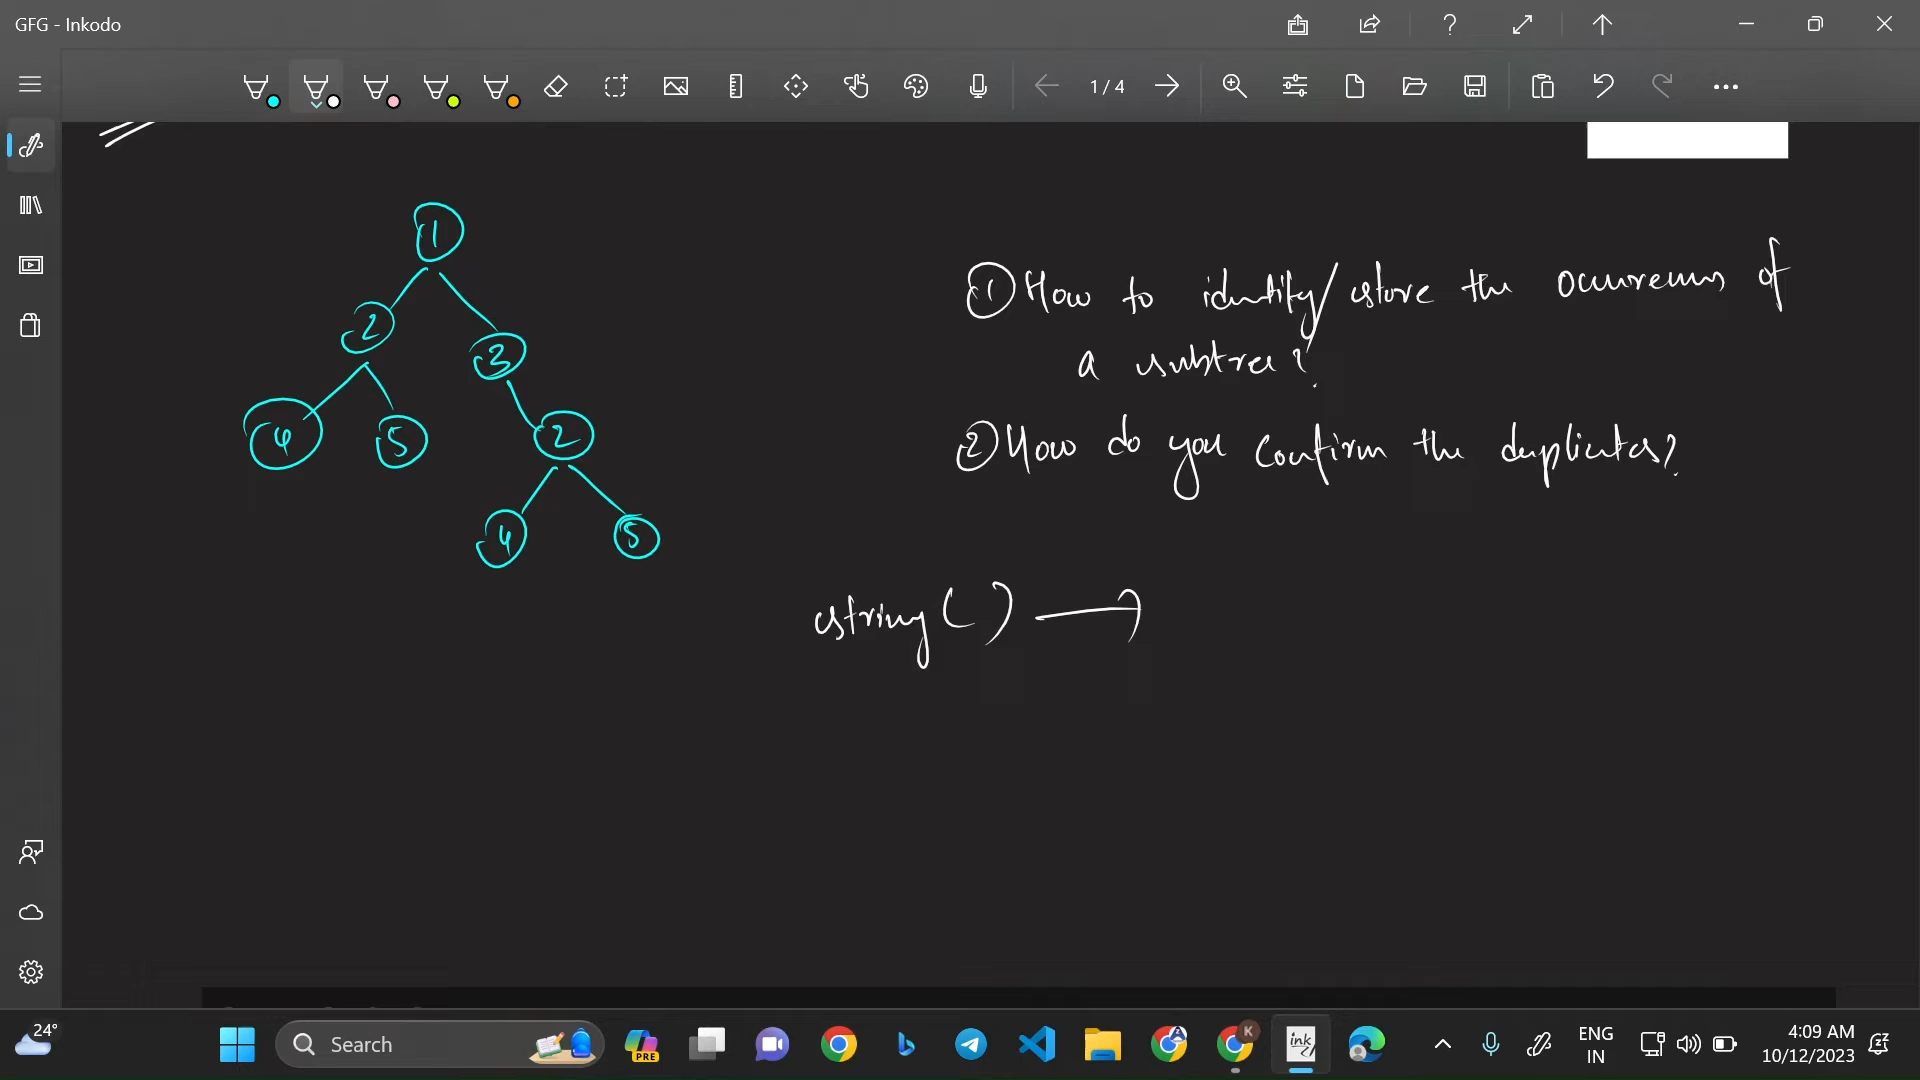 GFG - Inkodo
1 / 4
1
2
3
4
5
2
4
5
① How to identify/store the occurrences of
a subtree?
② How do you confirm the duplicates?
string( ) →
24°
Search
PRE
K
ink
ENG
IN
4:09 AM
10/12/2023